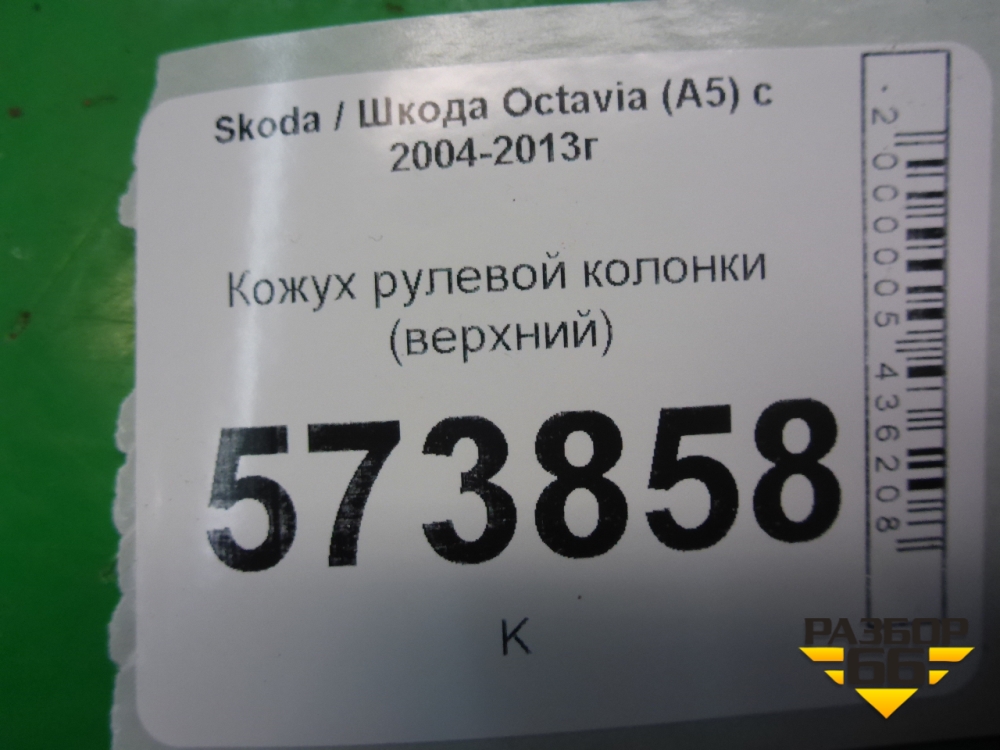 Skoda / Шкода Octavia (A5) с
2004-2013г
Кожух рулевой колонки
(верхний)
573858
К
2000005436208
РАЗБОР
66